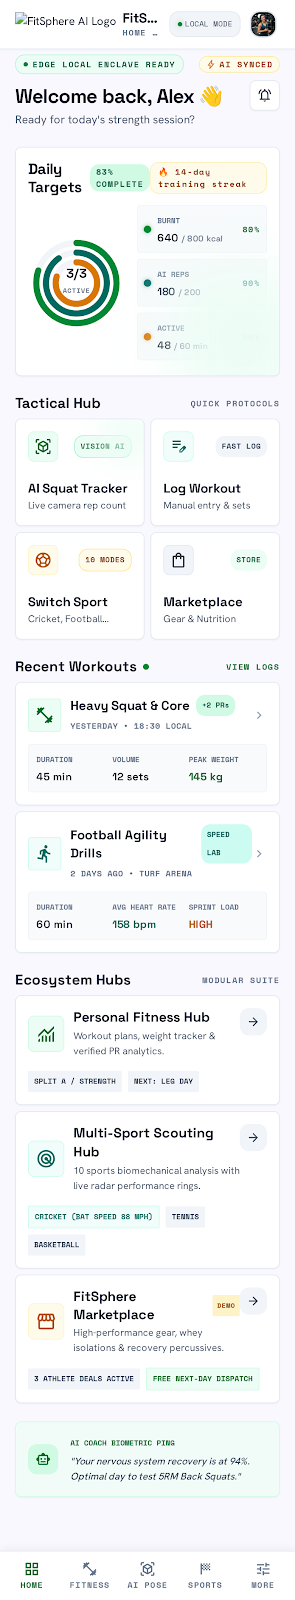 FitSphere AI Logo
FitS...
HOME ...
LOCAL MODE
EDGE LOCAL ENCLAVE READY
AI SYNCED
Welcome back, Alex 👋
Ready for today's strength session?
Daily
Targets
83%
COMPLETE
🔥 14-day
training streak
3/3
ACTIVE
BURNT
640 / 800 kcal
80%
AI REPS
180 / 200
90%
ACTIVE
48 / 60 min
Tactical Hub
QUICK PROTOCOLS
VISION AI
AI Squat Tracker
Live camera rep count
FAST LOG
Log Workout
Manual entry & sets
10 MODES
Switch Sport
Cricket, Football...
STORE
Marketplace
Gear & Nutrition
Recent Workouts
VIEW LOGS
Heavy Squat & Core
+2 PRs
YESTERDAY • 18:30 LOCAL
DURATION
VOLUME
PEAK WEIGHT
45 min
12 sets
145 kg
Football Agility
Drills
SPEED
LAB
2 DAYS AGO • TURF ARENA
DURATION
AVG HEART RATE
SPRINT LOAD
60 min
158 bpm
HIGH
Ecosystem Hubs
MODULAR SUITE
Personal Fitness Hub
Workout plans, weight tracker &
verified PR analytics.
SPLIT A / STRENGTH
NEXT: LEG DAY
Multi-Sport Scouting
Hub
10 sports biomechanical analysis with
live radar performance rings.
CRICKET (BAT SPEED 88 MPH)
TENNIS
BASKETBALL
FitSphere
Marketplace
DEMO
High-performance gear, whey
isolations & recovery percussives.
3 ATHLETE DEALS ACTIVE
FREE NEXT-DAY DISPATCH
AI COACH BIOMETRIC PING
"Your nervous system recovery is at 94%.
Optimal day to test 5RM Back Squats."
HOME
FITNESS
AI POSE
SPORTS
MORE